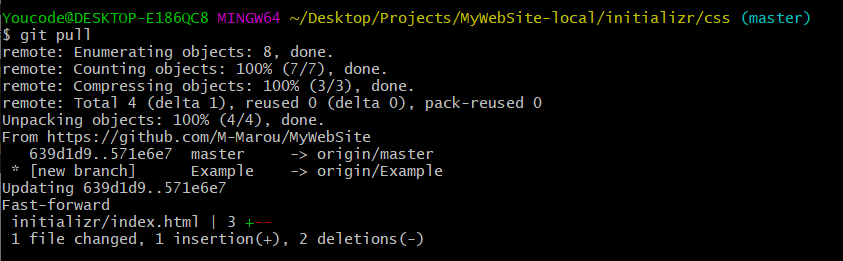 Youcode@DESKTOP-E186QC8 MINGW64 ~/Desktop/Projects/MyWebSite-local/initializr/css (master)
$ git pull
remote: Enumerating objects: 8, done.
remote: Counting objects: 100% (7/7), done.
remote: Compressing objects: 100% (3/3), done.
remote: Total 4 (delta 1), reused 0 (delta 0), pack-reused 0
Unpacking objects: 100% (4/4), done.
From https://github.com/M-Marou/MyWebSite
   639d1d9..571e6e7  master     -> origin/master
 * [new branch]      Example    -> origin/Example
Updating 639d1d9..571e6e7
Fast-forward
 initializr/index.html | 3 +--
 1 file changed, 1 insertion(+), 2 deletions(-)